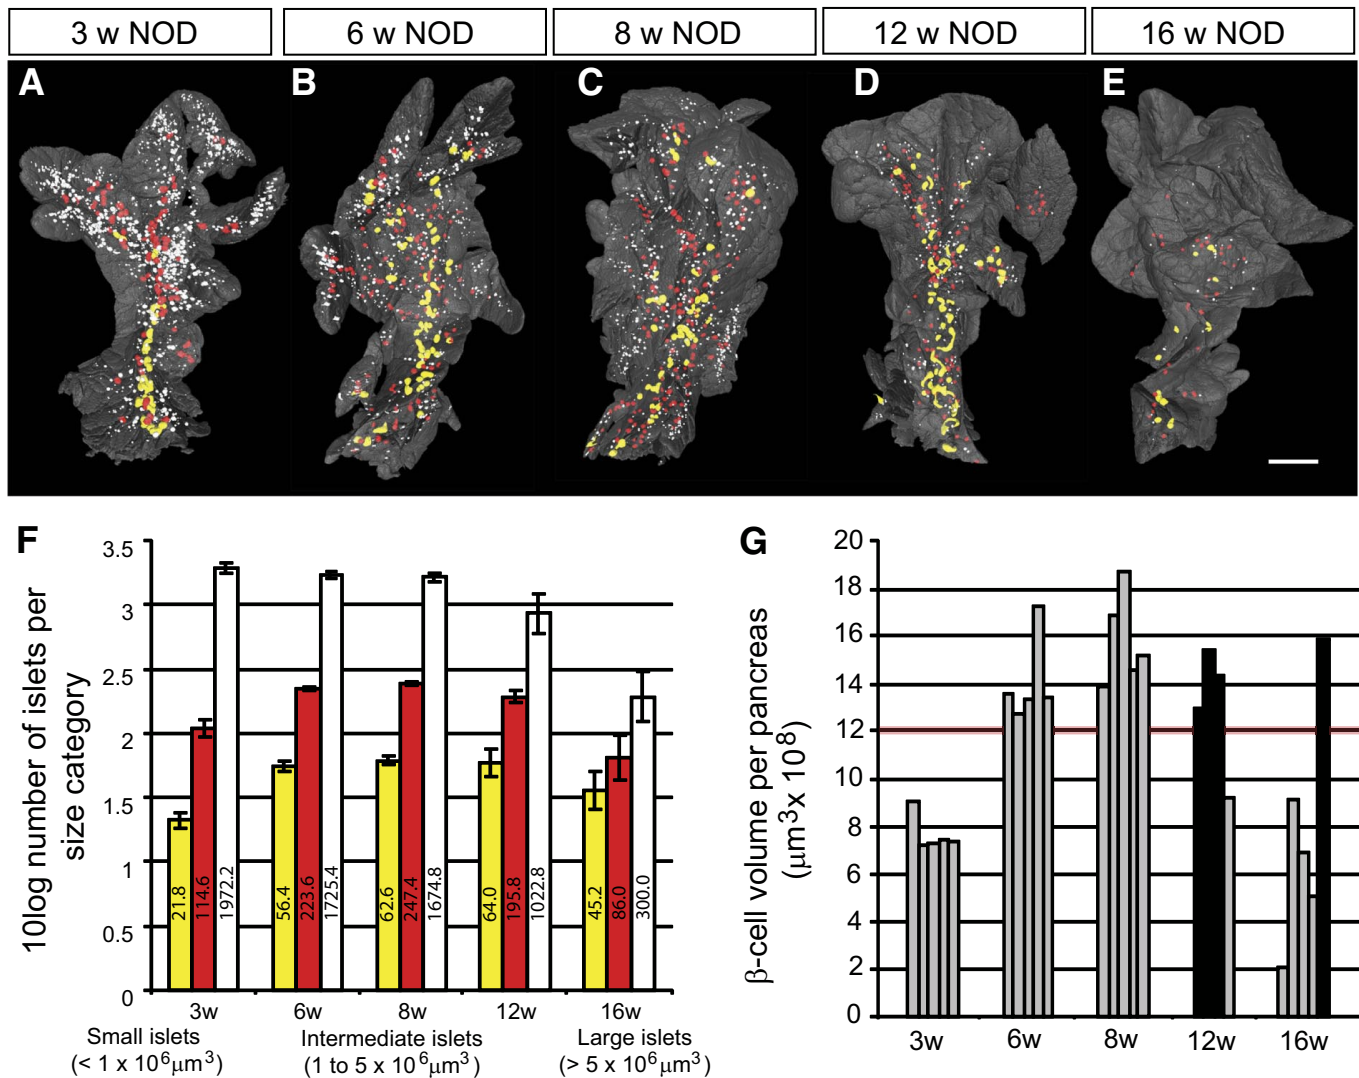 3 w NOD
6 w NOD
8 w NOD
12 w NOD
16 w NOD
A
B
C
D
E
F
10log number of islets per
size category
3.5
3
2.5
2
1.5
1
0.5
0
21.8
114.6
1972.2
56.4
223.6
1725.4
62.6
247.4
1674.8
64.0
195.8
1022.8
45.2
86.0
300.0
3w
6w
8w
12w
16w
Small islets
(< 1 x 10⁶µm³)
Intermediate islets
(1 to 5 x 10⁶µm³)
Large islets
(> 5 x 10⁶µm³)
G
β-cell volume per pancreas
(µm³x 10⁸)
20
18
16
14
12
10
8
6
4
2
0
3w
6w
8w
12w
16w